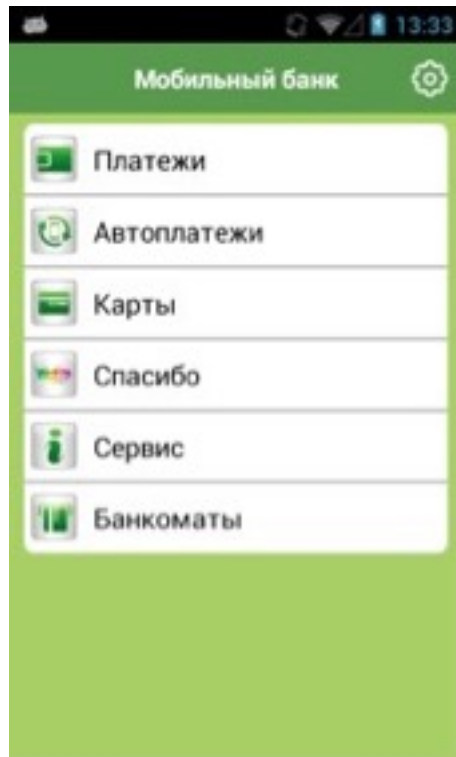 13:33
Мобильный банк
Платежи
Автоплатежи
Карты
Спасибо
Сервис
Банкоматы